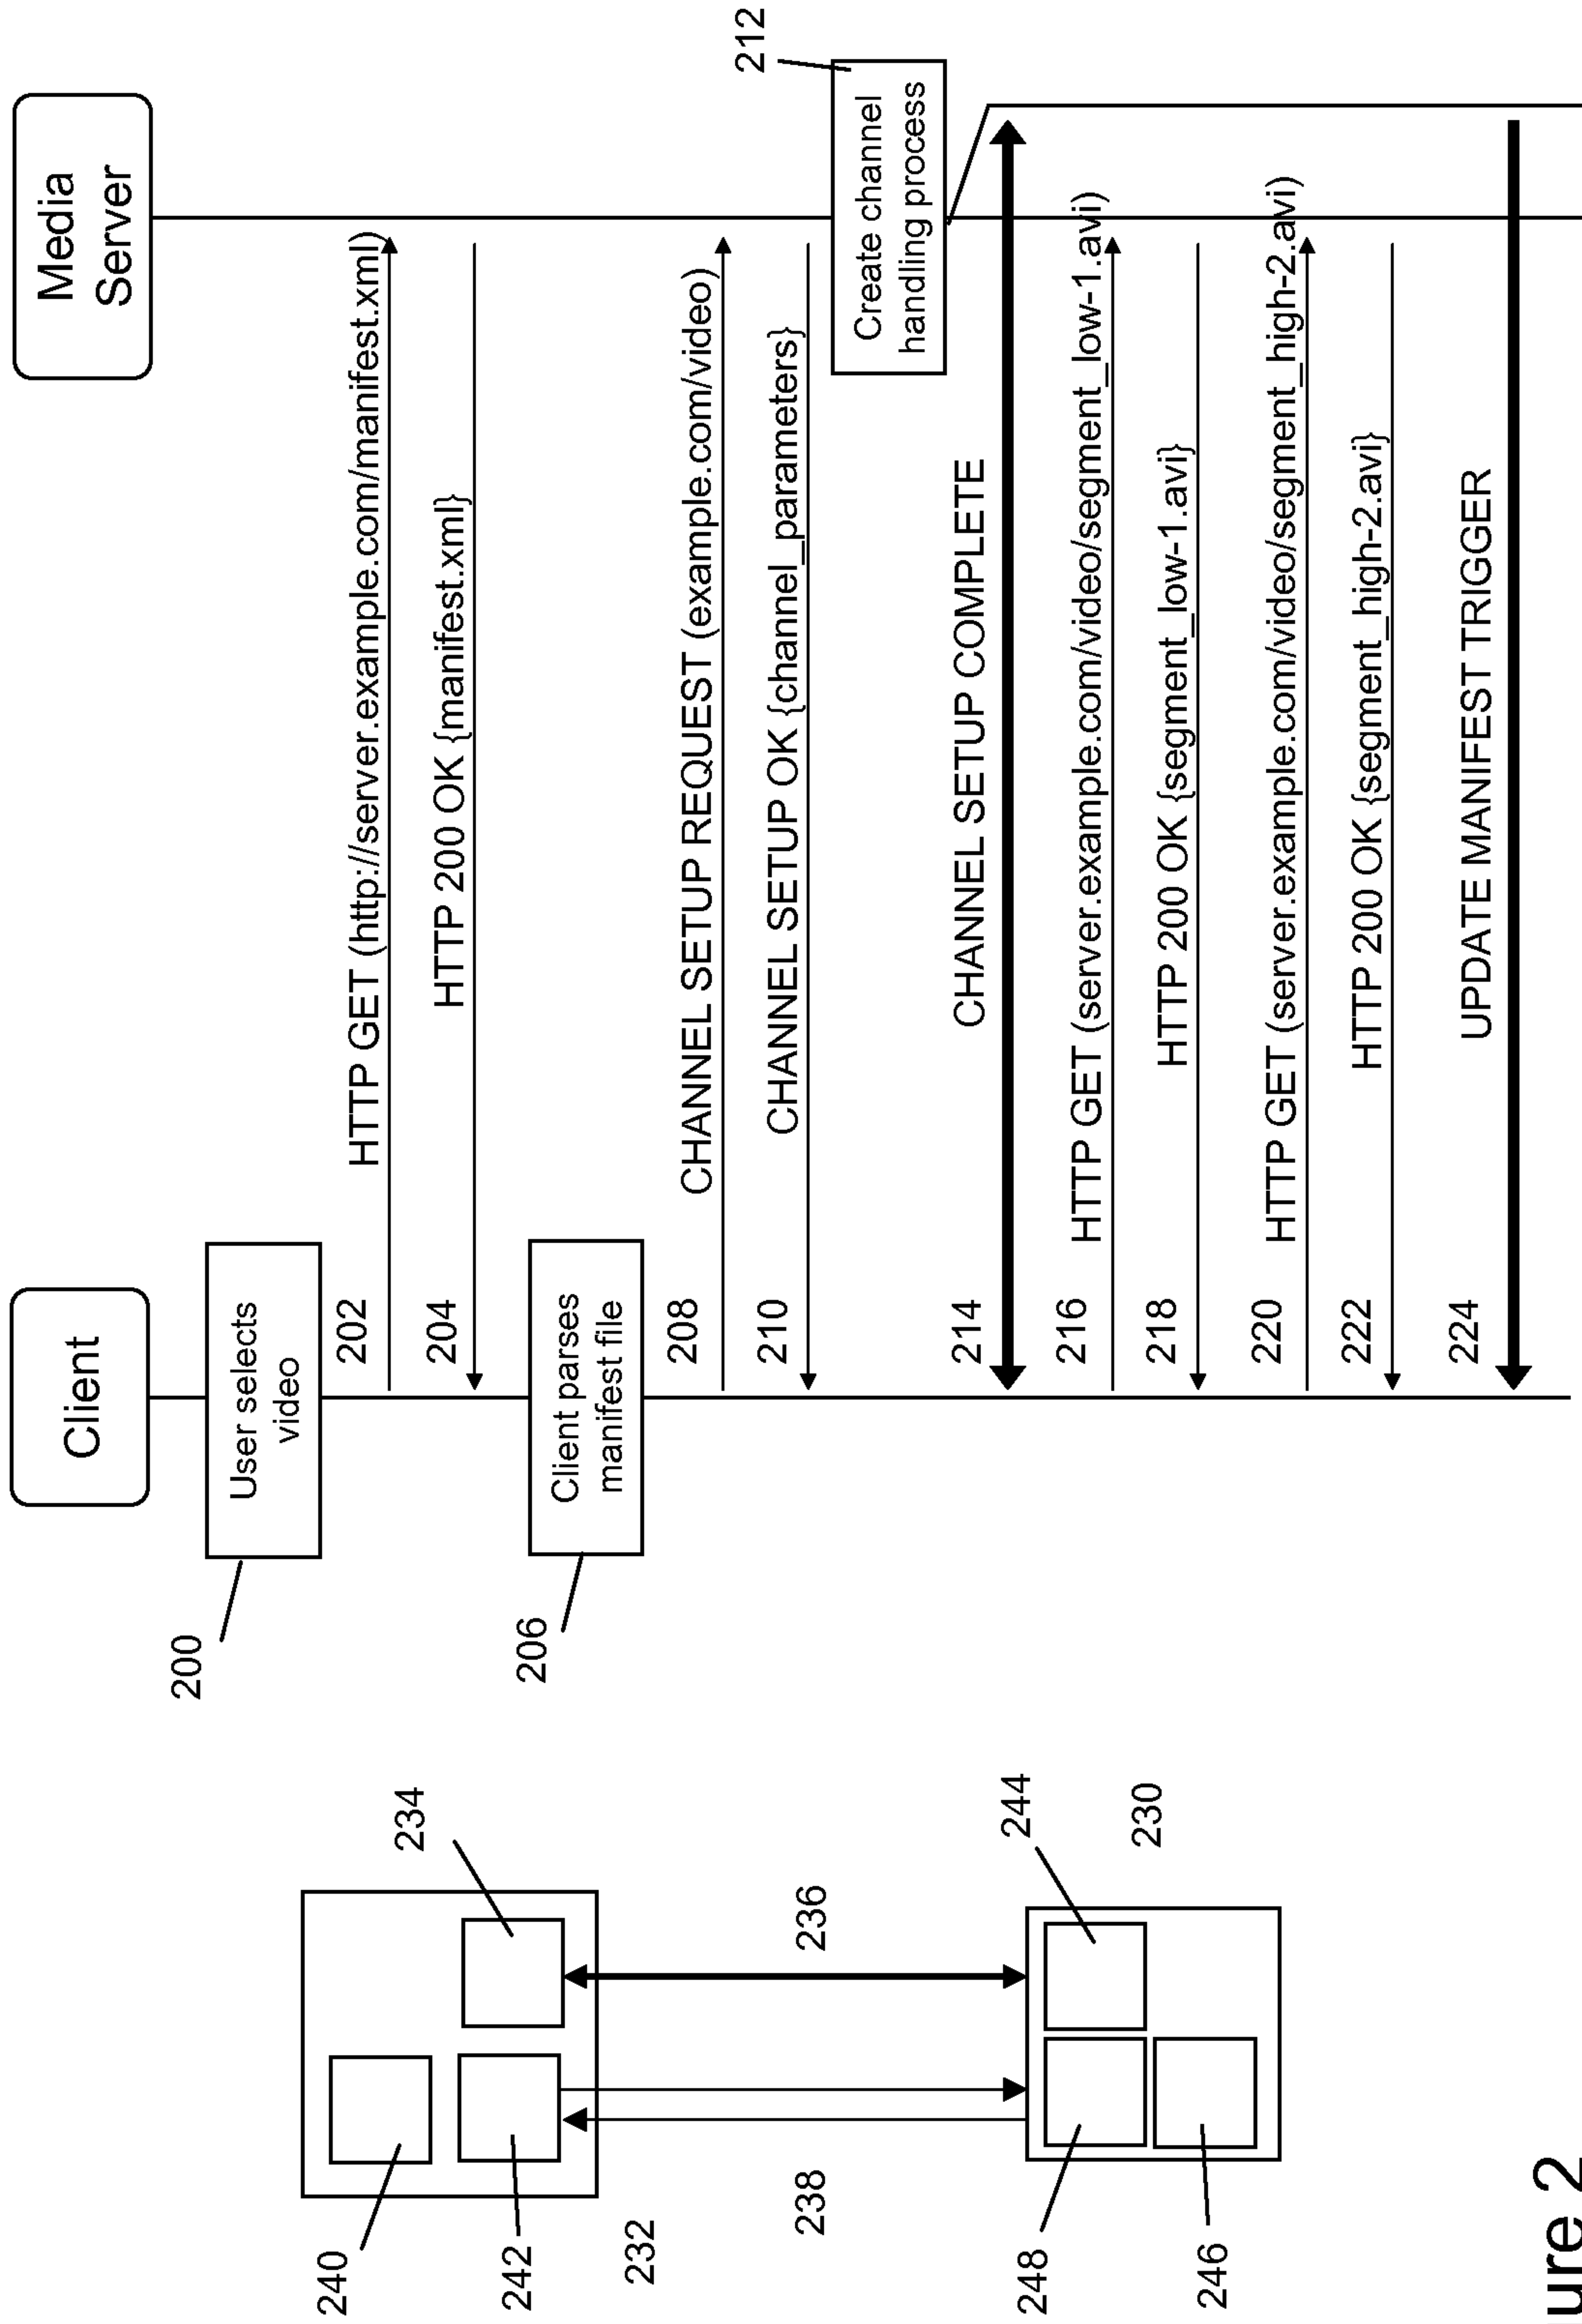 240
234
242
232
236
238
244
248
230
246
Client
Media
Server
200
User selects
video
202
HTTP GET (http://server.example.com/manifest.xml)
204
HTTP 200 OK {manifest.xml}
206
Client parses
manifest file
208
CHANNEL SETUP REQUEST (example.com/video)
210
CHANNEL SETUP OK {channel_parameters}
212
Create channel
handling process
214
CHANNEL SETUP COMPLETE
216
HTTP GET (server.example.com/video/segment_low-1.avi)
218
HTTP 200 OK {segment_low-1.avi}
220
HTTP GET (server.example.com/video/segment_high-2.avi)
222
HTTP 200 OK {segment_high-2.avi}
224
UPDATE MANIFEST TRIGGER
ure 2